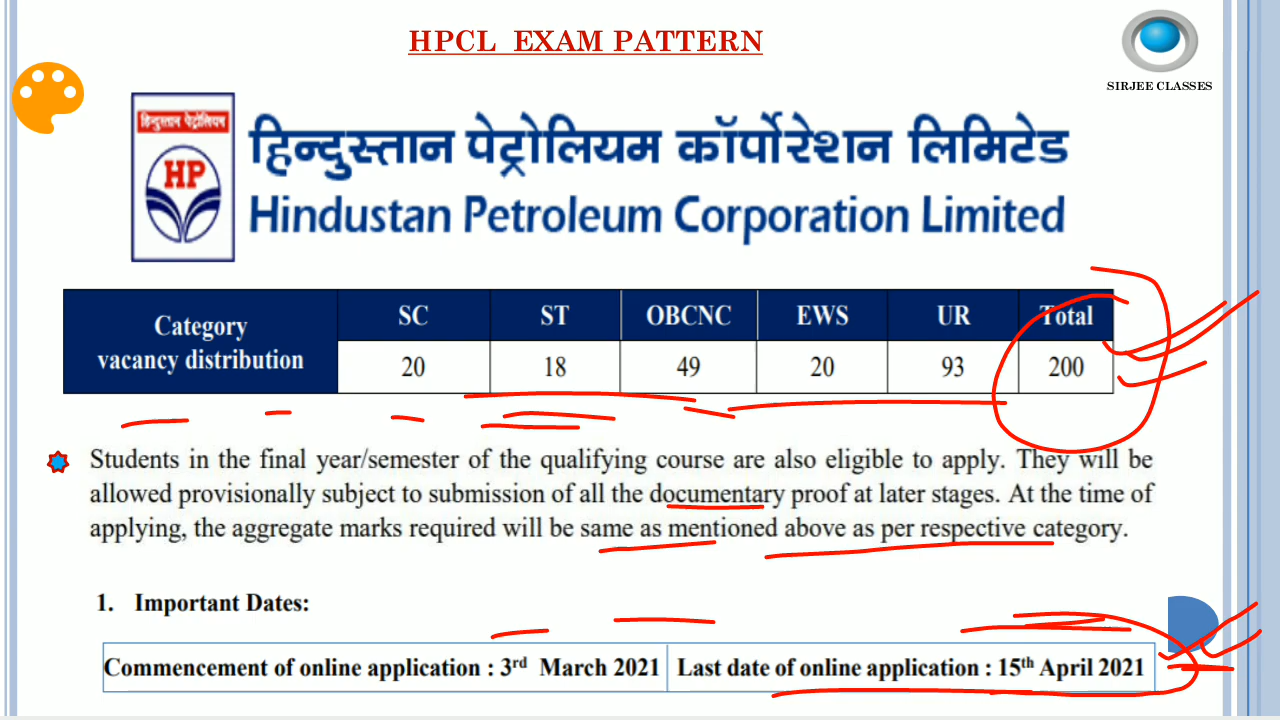 HPCL EXAM PATTERN
SIRJEE CLASSES
हिन्दुस्तान पेट्रोलियम
HP
हिन्दुस्तान पेट्रोलियम कॉर्पोरेशन लिमिटेड
Hindustan Petroleum Corporation Limited
Category vacancy distribution SC ST OBCNC EWS UR Total
20 18 49 20 93 200
Students in the final year/semester of the qualifying course are also eligible to apply. They will be
allowed provisionally subject to submission of all the documentary proof at later stages. At the time of
applying, the aggregate marks required will be same as mentioned above as per respective category.
1. Important Dates:
Commencement of online application : 3rd March 2021 Last date of online application : 15th April 2021